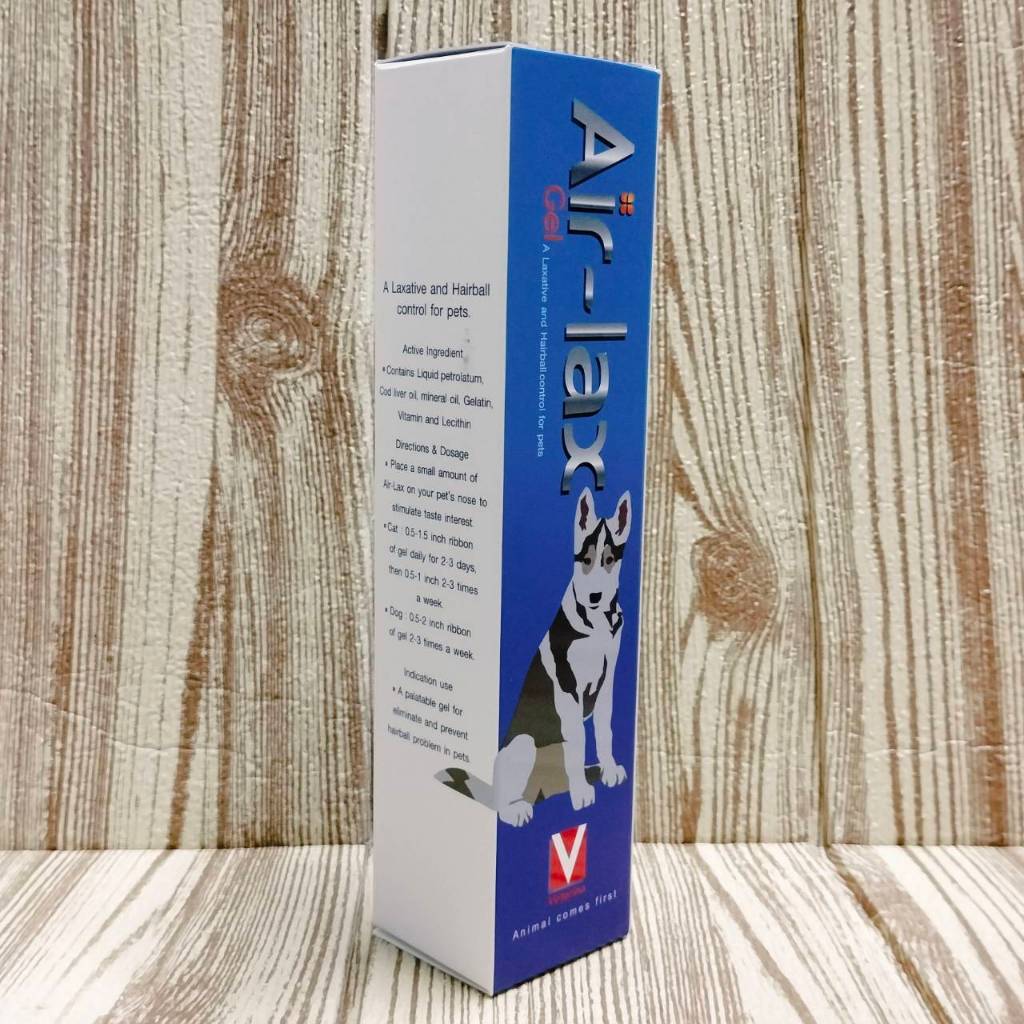 A Laxative and Hairball
control for pets.
Active Ingredient
•Contains Liquid petrolatum,
Cod liver oil, mineral oil, Gelatin,
Vitamin and Lecithin
Directions & Dosage
• Place a small amount of
Air-Lax on your pet's nose to
stimulate taste interest.
•Cat : 0.5-1.5 inch ribbon
of gel daily for 2-3 days,
then 0.5-1 inch 2-3 times
a week.
• Dog : 0.5-2 inch ribbon
of gel 2-3 times a week.
Indication use
• A palatable gel for
eliminate and prevent
hairball problem in pets
Air-lax
Gel A Laxative and Hairball control for pets
V
Animal comes first